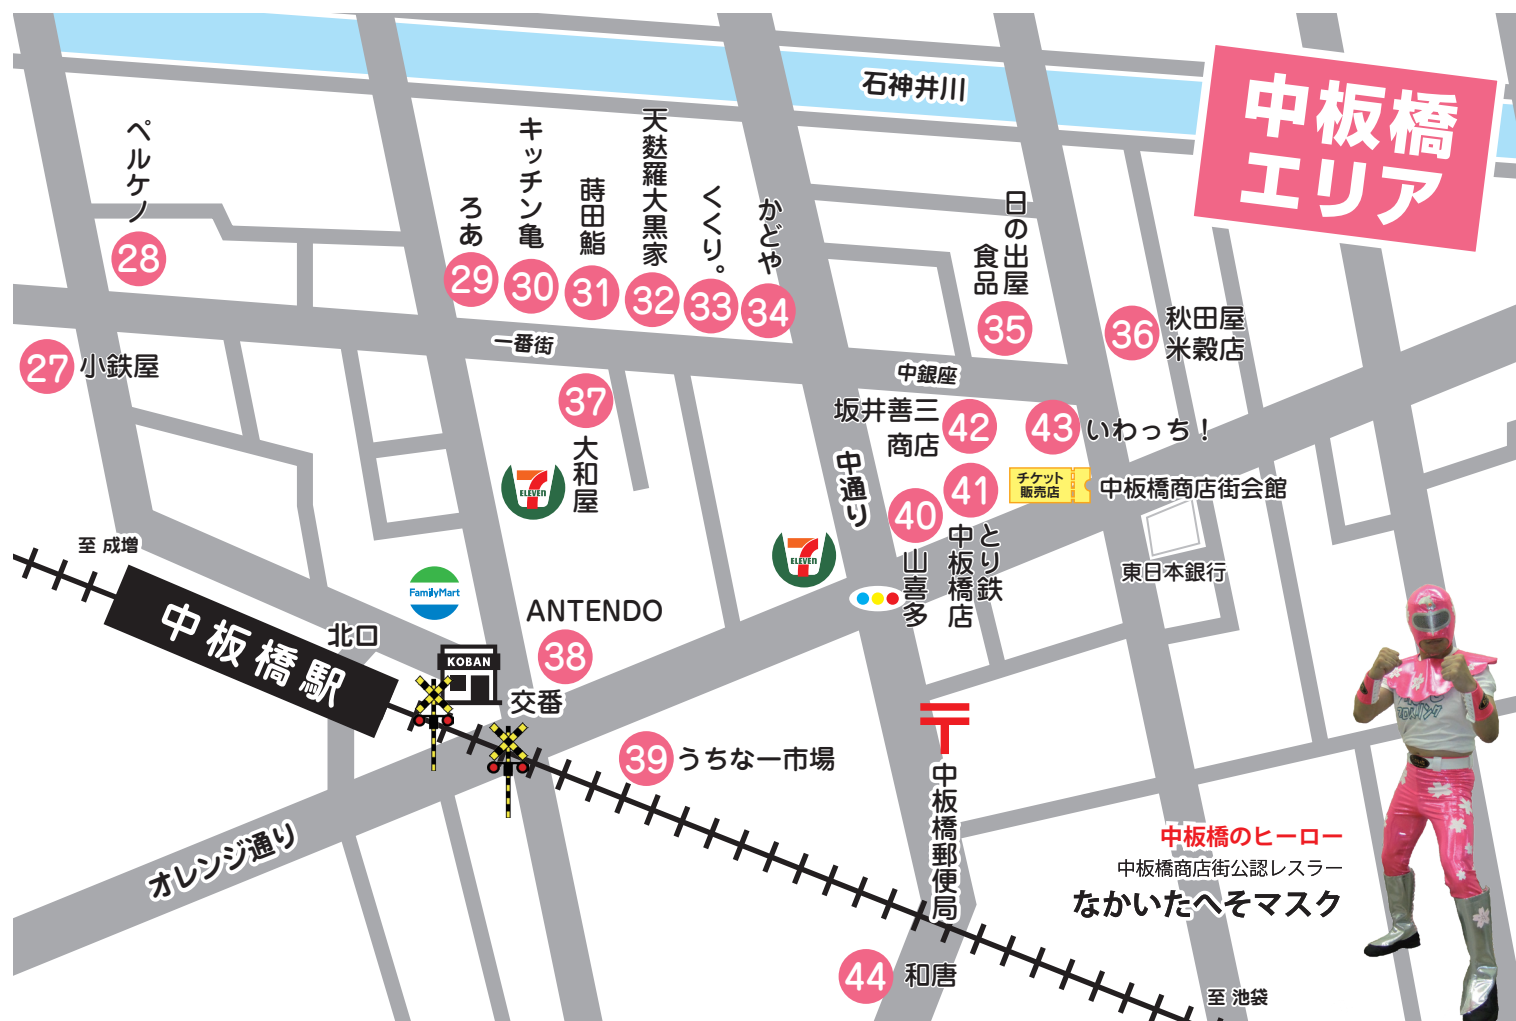 石神井川
中板橋
エリア
ペルケノ
28
ろあ
29
キッチン亀
30
蒔田鮨
31
天麩羅大黒家
32
くくり。
33
かどや
34
日の出屋
食品
35
36
秋田屋
米穀店
27
小鉄屋
一番街
中銀座
37
大和屋
7
ELEVEN
坂井善三
商店
42
43
いわっち！
中通り
41
とり鉄
中板橋店
40
山喜多
チケット
販売店
中板橋商店街会館
7
ELEVEN
東日本銀行
至 成増
中板橋駅
北口
FamilyMart
KOBAN
交番
ANTENDO
38
39
うちなー市場
オレンジ通り
〒
中板橋郵便局
44
和唐
至 池袋
中板橋のヒーロー
中板橋商店街公認レスラー
なかいたへそマスク
プロレスリング